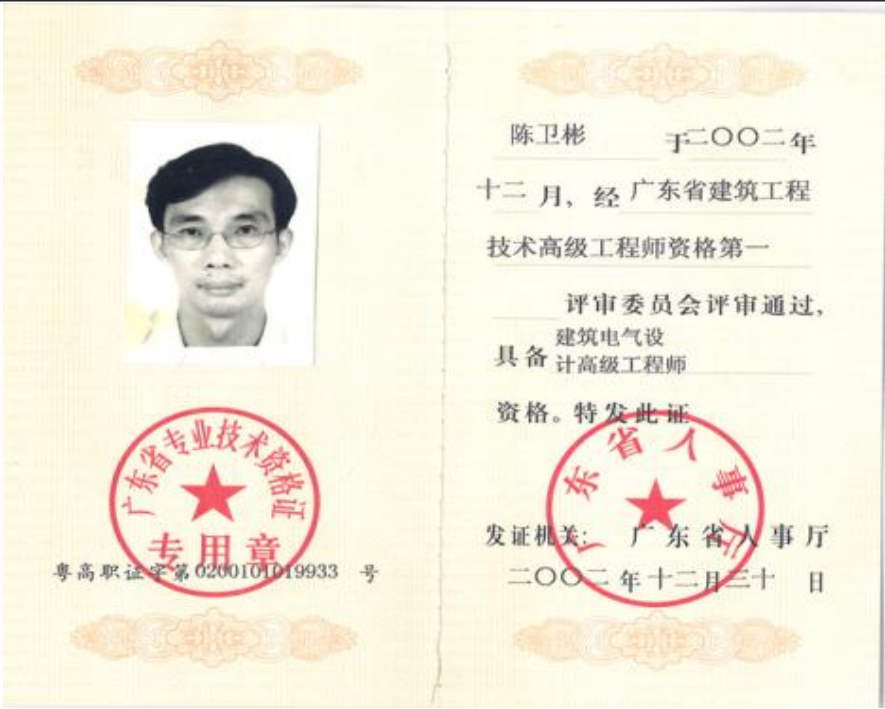 广东省专业技术资格证
专用章
粤高职证字第0200101019933 号
陈卫彬 于二〇〇二年
十二 月，经 广东省建筑工程
技术高级工程师资格第一
评审委员会评审通过，
具备 建筑电气设
计高级工程师
资格。特发此证
广东省人事厅
发证机关： 广东省人事厅
二〇〇二 年 十二月三十 日